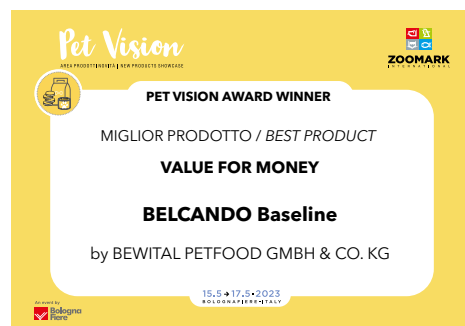 Pet Vision
AREA PRODOTTI NOVITÀ | NEW PRODUCTS SHOWCASE
ZOOMARK
INTERNATIONAL
PET VISION AWARD WINNER
MIGLIOR PRODOTTO / BEST PRODUCT
VALUE FOR MONEY
BELCANDO Baseline
by BEWITAL PETFOOD GMBH & CO. KG
15.5 → 17.5 • 2023
BOLOGNAFIERE • ITALY
An event by
Bologna
Fiere